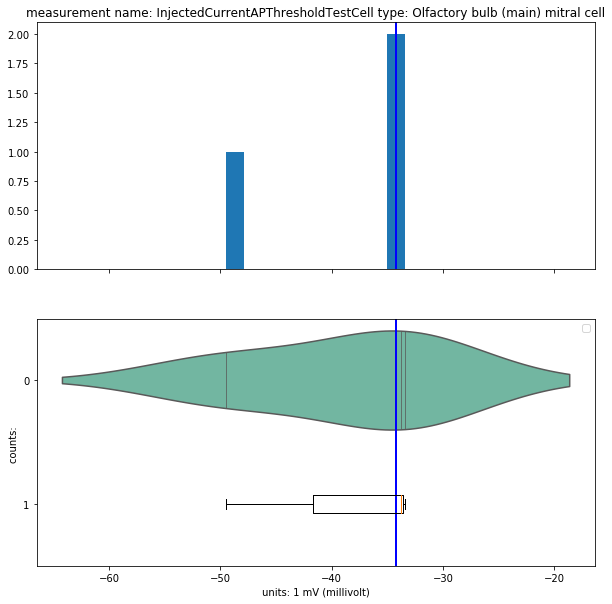 measurement name: InjectedCurrentAPThresholdTestCell type: Olfactory bulb (main) mitral cell
2.00
1.75
1.50
1.25
1.00
0.75
0.50
0.25
0.00
0
counts:
1
−60 −50 −40 −30 −20
units: 1 mV (millivolt)